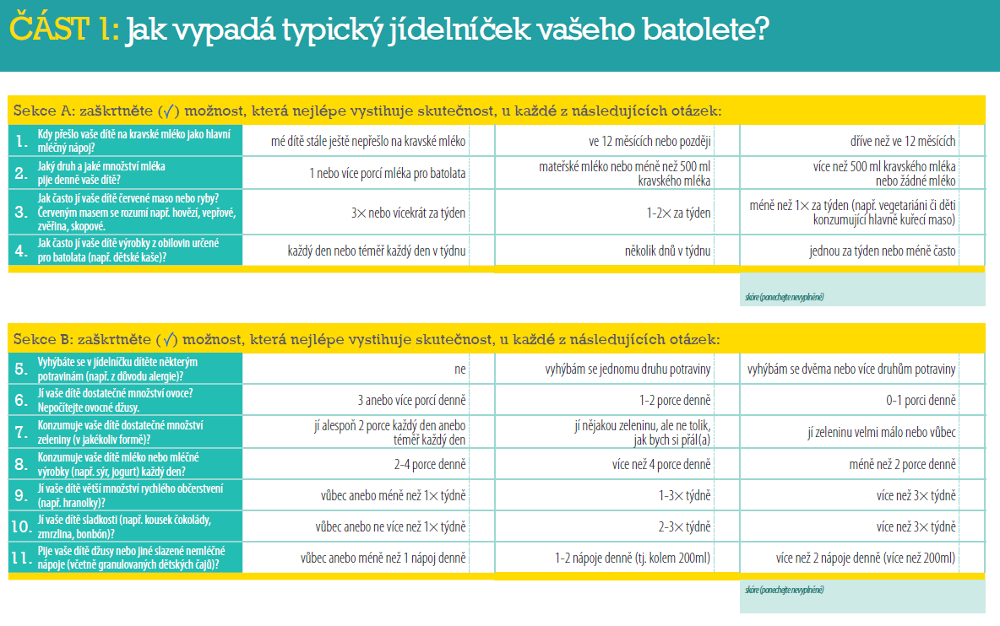 ČÁST 1: Jak vypadá typický jídelníček vašeho batolete?
Sekce A: zaškrtněte (√) možnost, která nejlépe vystihuje skutečnost, u každé z následujících otázek:
1. Kdy přešlo vaše dítě na kravské mléko jako hlavní
mléčný nápoj?
mé dítě stále ještě nepřešlo na kravské mléko
ve 12 měsících nebo později
dříve než ve 12 měsících
2. Jaký druh a jaké množství mléka
pije denně vaše dítě?
1 nebo více porcí mléka pro batolata
mateřské mléko nebo méně než 500 ml
kravského mléka
více než 500 ml kravského mléka
nebo žádné mléko
3. Jak často jí vaše dítě červené maso nebo ryby?
Červeným masem se rozumí např. hovězí, vepřové,
zvěřina, skopové.
3× nebo vícekrát za týden
1-2× za týden
méně než 1× za týden (např. vegetariáni či děti
konzumující hlavně kuřecí maso)
4. Jak často jí vaše dítě výrobky z obilovin určené
pro batolata (např. dětské kaše)?
každý den nebo téměř každý den v týdnu
několik dnů v týdnu
jednou za týden nebo méně často
skóre (ponechejte nevyplněné)
Sekce B: zaškrtněte (√) možnost, která nejlépe vystihuje skutečnost, u každé z následujících otázek:
5. Vyhýbáte se v jídelníčku dítěte některým
potravinám (např. z důvodu alergie)?
ne
vyhýbám se jednomu druhu potraviny
vyhýbám se dvěma nebo více druhům potraviny
6. Jí vaše dítě dostatečné množství ovoce?
Nepočítejte ovocné džusy.
3 anebo více porcí denně
1-2 porce denně
0-1 porci denně
7. Konzumuje vaše dítě dostatečné množství
zeleniny (v jakékoliv formě)?
jí alespoň 2 porce každý den anebo
téměř každý den
jí nějakou zeleninu, ale ne tolik,
jak bych si přál(a)
jí zeleninu velmi málo nebo vůbec
8. Konzumuje vaše dítě mléko nebo mléčné
výrobky (např. sýr, jogurt) každý den?
2-4 porce denně
více než 4 porce denně
méně než 2 porce denně
9. Jí vaše dítě větší množství rychlého občerstvení
(např. hranolky)?
vůbec anebo méně než 1× týdně
1-3× týdně
více než 3× týdně
10. Jí vaše dítě sladkosti (např. kousek čokolády,
zmrzlina, bonbón)?
vůbec anebo ne více než 1× týdně
2-3× týdně
více než 3× týdně
11. Pije vaše dítě džusy nebo jiné slazené nemléčné
nápoje (včetně granulovaných dětských čajů)?
vůbec anebo méně než 1 nápoj denně
1-2 nápoje denně (tj. kolem 200ml)
více než 2 nápoje denně (více než 200ml)
skóre (ponechejte nevyplněné)